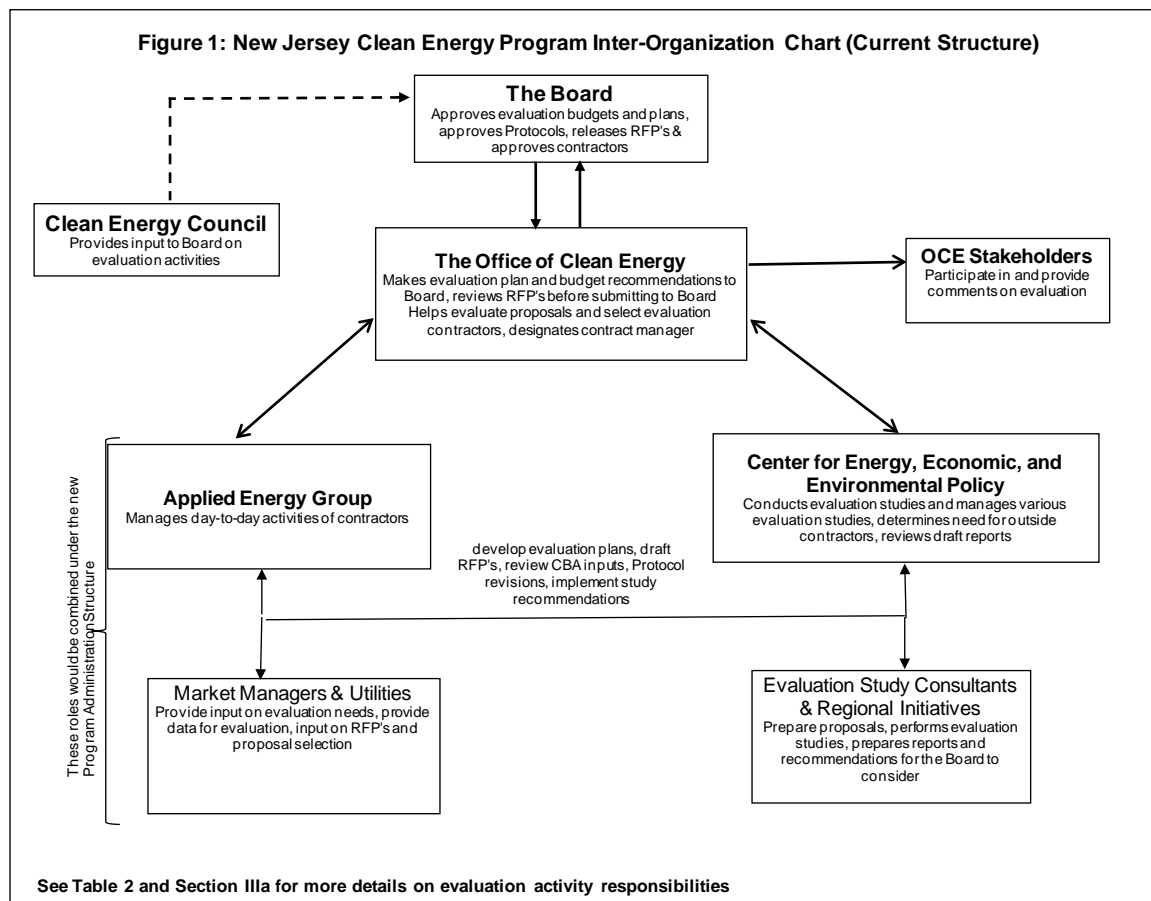 Figure 1: New Jersey Clean Energy Program Inter-Organization Chart (Current Structure)
The Board
Approves evaluation budgets and plans,
approves Protocols, releases RFP's &
approves contractors
Clean Energy Council
Provides input to Board on
evaluation activities
The Office of Clean Energy
Makes evaluation plan and budget recommendations to
Board, reviews RFP's before submitting to Board
Helps evaluate proposals and select evaluation
contractors, designates contract manager
OCE Stakeholders
Participate in and provide
comments on evaluation
These roles would be combined under the new
Program Administration Structure
Applied Energy Group
Manages day-to-day activities of contractors
Center for Energy, Economic, and
Environmental Policy
Conducts evaluation studies and manages various
evaluation studies, determines need for outside
contractors, reviews draft reports
develop evaluation plans, draft
RFP's, review CBA inputs, Protocol
revisions, implement study
recommendations
Market Managers & Utilities
Provide input on evaluation needs, provide
data for evaluation, input on RFP's and
proposal selection
Evaluation Study Consultants
& Regional Initiatives
Prepare proposals, performs evaluation
studies, prepares reports and
recommendations for the Board to
consider
See Table 2 and Section IIIa for more details on evaluation activity responsibilities